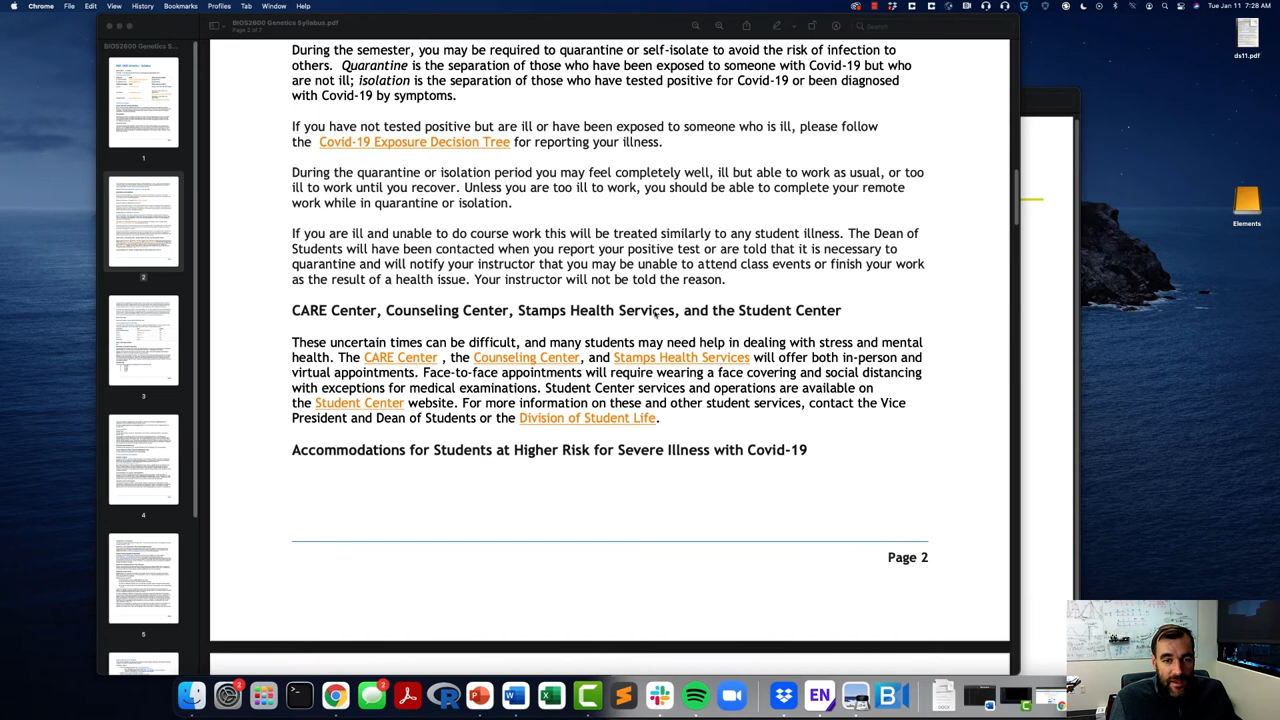 Chrome File Edit View History Bookmarks Profiles Tab Window Help
Tue Jan 11 7:28 AM
BIOS2600 Genetics Syllabus.pdf
Page 2 of 7
Search
BIOS2600 Genetics S...
1
2
3
4
5
During the semester, you may be required to quarantine or self-isolate to avoid the risk of infection to
others. Quarantine is the separation of those who have been exposed to someone with Covid-19 but who
are not ill; isolation is the separation of those who have tested positive for Covid-19 or been diagnosed
with Covid-19 by symptoms.
If you have not tested positive but are ill or have been exposed to someone who is ill, please follow
the Covid-19 Exposure Decision Tree for reporting your illness.
During the quarantine or isolation period you may feel completely well, ill but able to work as usual, or too
ill to work until you recover. Unless you are too ill to work you should be able to complete your remote
work while in quarantine or isolation.
If you are ill and unable to do course work this will be treated similarly to any student illness. The Dean of
Students will have been contacted when you report your positive test or are told that it is necessary to
quarantine and will notify your instructor that you may be unable to attend class events or finish your work
as the result of a health issue. Your instructor will not be told the reason.
CARE Center, Counseling Center, Stamps Health Services, and the Student Center
These uncertain times can be difficult, and many students may need help in dealing with stress and mental
health. The CARE Center , the Counseling Center, and Stamps Health Services will offer both in-person and
virtual appointments. Face-to-face appointments will require wearing a face covering and social distancing
with exceptions for medical examinations. Student Center services and operations are available on
the Student Center website. For more information on these and other student services, contact the Vice
President and Dean of Students or the Division of Student Life.
Accommodations for Students at Higher Risk for Severe Illness with Covid-19
Page 2
ds11.pdf
Elements
2
2
EN